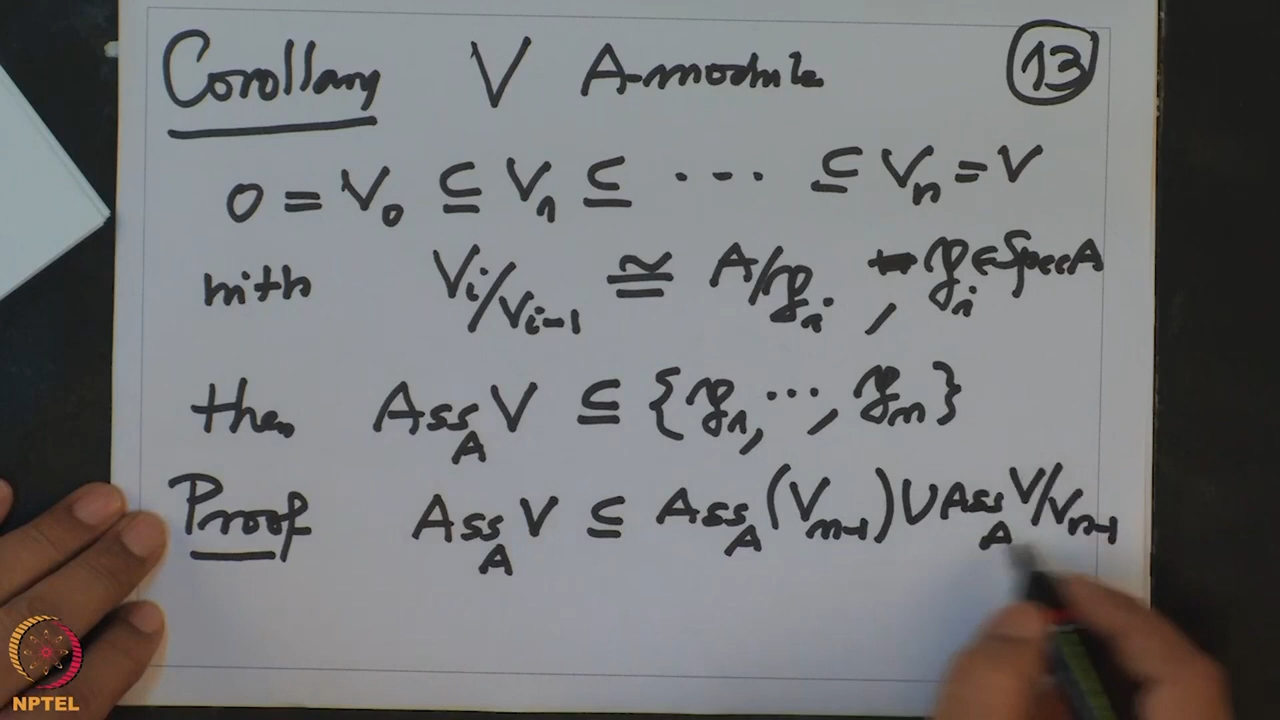 Corollary V A-module 13
0 = V₀ ⊆ V₁ ⊆ ··· ⊆ Vₙ = V
with Vᵢ/Vᵢ₋₁ ≅ A/𝔭ᵢ , 𝔭ᵢ ∈ Spec A
then Ass_A V ⊆ {𝔭₁, ···, 𝔭ₙ}
Proof Ass_A V ⊆ Ass_A (Vₙ₋₁) ∪ Ass_A V/Vₙ₋₁
NPTEL